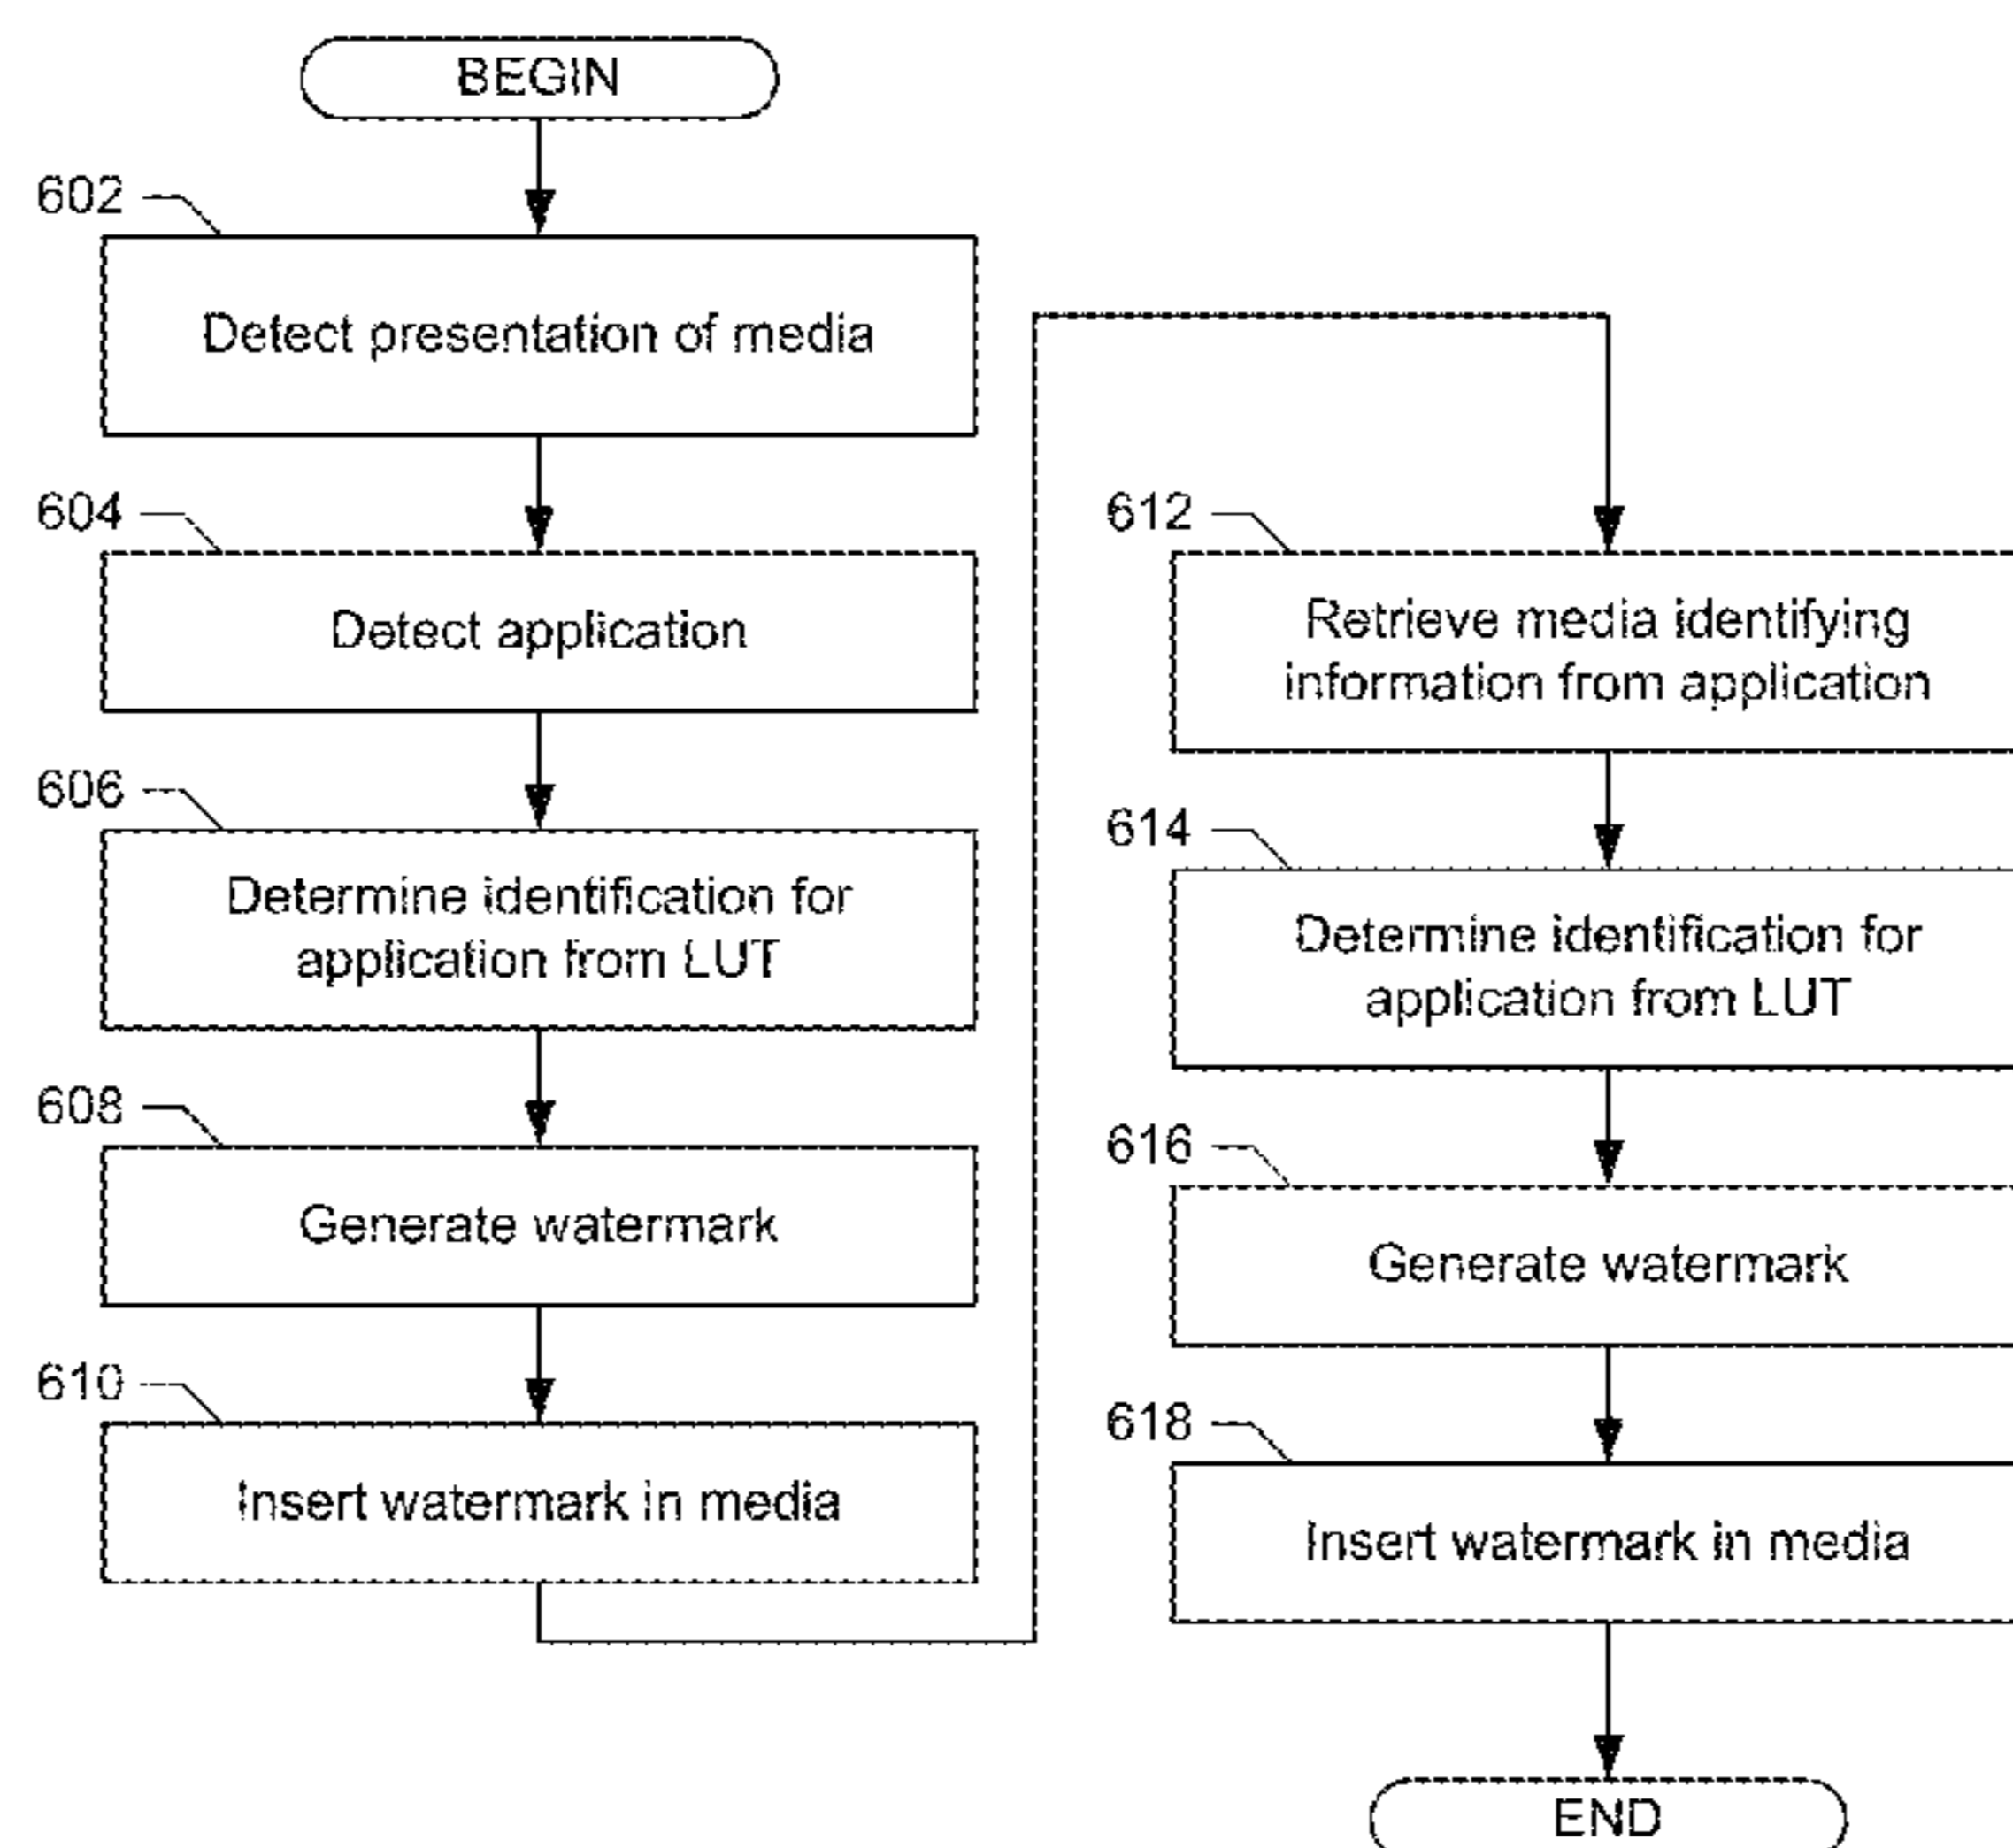 BEGIN
602
Detect presentation of media
604
Detect application
606
Determine identification for
application from LUT
608
Generate watermark
610
Insert watermark in media
612
Retrieve media identifying
information from application
614
Determine identification for
application from LUT
616
Generate watermark
618
Insert watermark in media
END